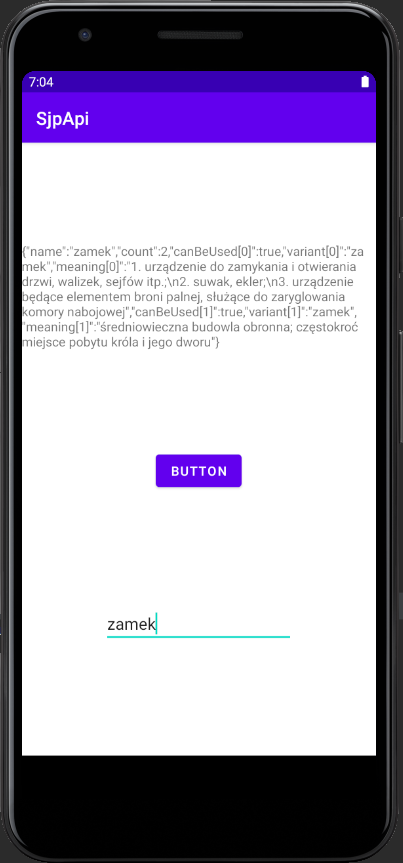 7:04
SjpApi
{"name":"zamek","count":2,"canBeUsed[0]":true,"variant[0]":"za
mek","meaning[0]":"1. urządzenie do zamykania i otwierania
drzwi, walizek, sejfów itp.;\n2. suwak, ekler;\n3. urządzenie
będące elementem broni palnej, służące do zaryglowania
komory nabojowej","canBeUsed[1]":true,"variant[1]":"zamek",
"meaning[1]":"średniowieczna budowla obronna; częstokroć
miejsce pobytu króla i jego dworu"}
BUTTON
zamek